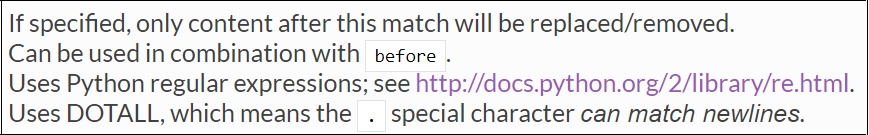 If specified, only content after this match will be replaced/removed.
Can be used in combination with before .
Uses Python regular expressions; see http://docs.python.org/2/library/re.html.
Uses DOTALL, which means the . special character can match newlines.